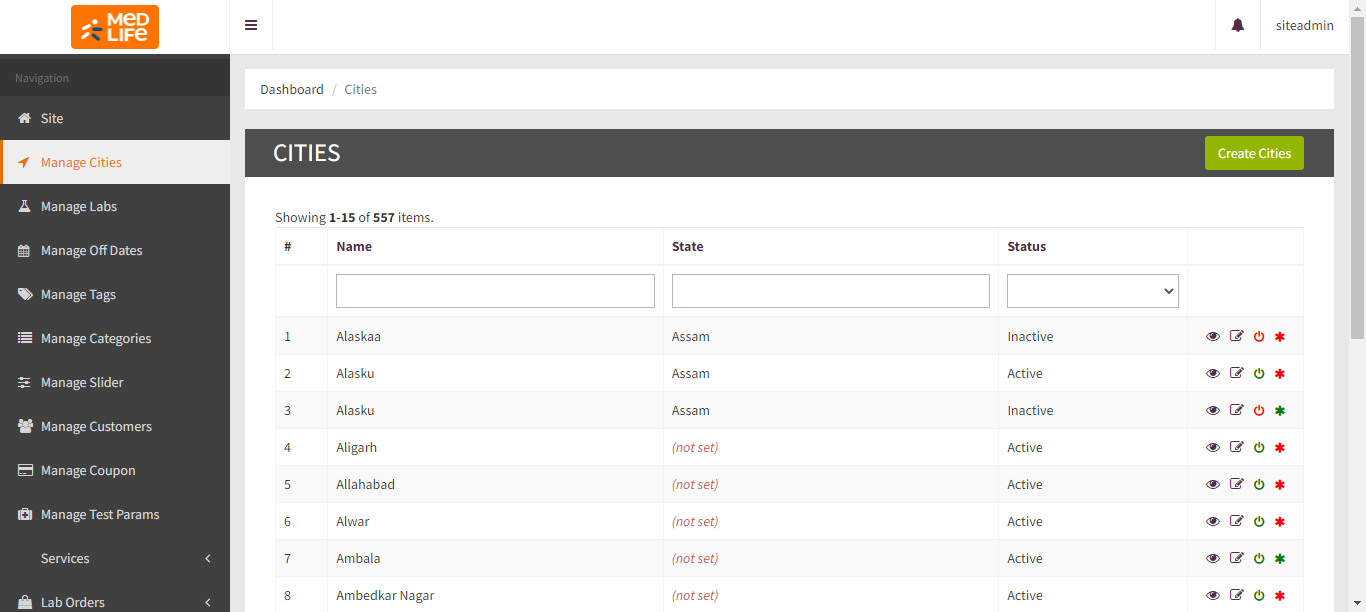 MED
LIFE
siteadmin
Navigation
Site
Manage Cities
Manage Labs
Manage Off Dates
Manage Tags
Manage Categories
Manage Slider
Manage Customers
Manage Coupon
Manage Test Params
Services
Lab Orders
Dashboard / Cities
CITIES
Create Cities
Showing 1-15 of 557 items.
# Name State Status
1 Alaskaa Assam Inactive
2 Alasku Assam Active
3 Alasku Assam Inactive
4 Aligarh (not set) Active
5 Allahabad (not set) Active
6 Alwar (not set) Active
7 Ambala (not set) Active
8 Ambedkar Nagar (not set) Active